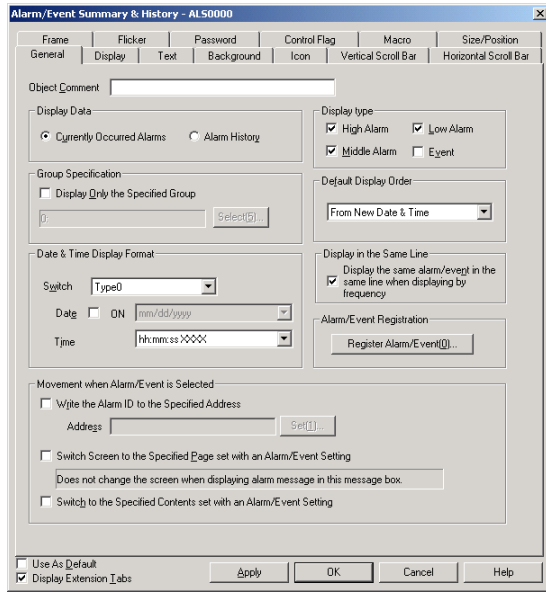 Alarm/Event Summary & History - ALS0000
Frame Flicker Password Control Flag Macro Size/Position
General Display Text Background Icon Vertical Scroll Bar Horizontal Scroll Bar
Object Comment
Display Data
Currently Occurred Alarms Alarm History
Display type
High Alarm Low Alarm
Middle Alarm Event
Group Specification
Display Only the Specified Group
0: Select(5)...
Default Display Order
From New Date & Time
Date & Time Display Format
Switch Type0
Date ON mm/dd/yyyy
Time hh:mm:ss XXXX
Display in the Same Line
Display the same alarm/event in the
same line when displaying by
frequency
Alarm/Event Registration
Register Alarm/Event(0)...
Movement when Alarm/Event is Selected
Write the Alarm ID to the Specified Address
Address Set(1)...
Switch Screen to the Specified Page set with an Alarm/Event Setting
Does not change the screen when displaying alarm message in this message box.
Switch to the Specified Contents set with an Alarm/Event Setting
Use As Default
Display Extension Tabs
Apply OK Cancel Help